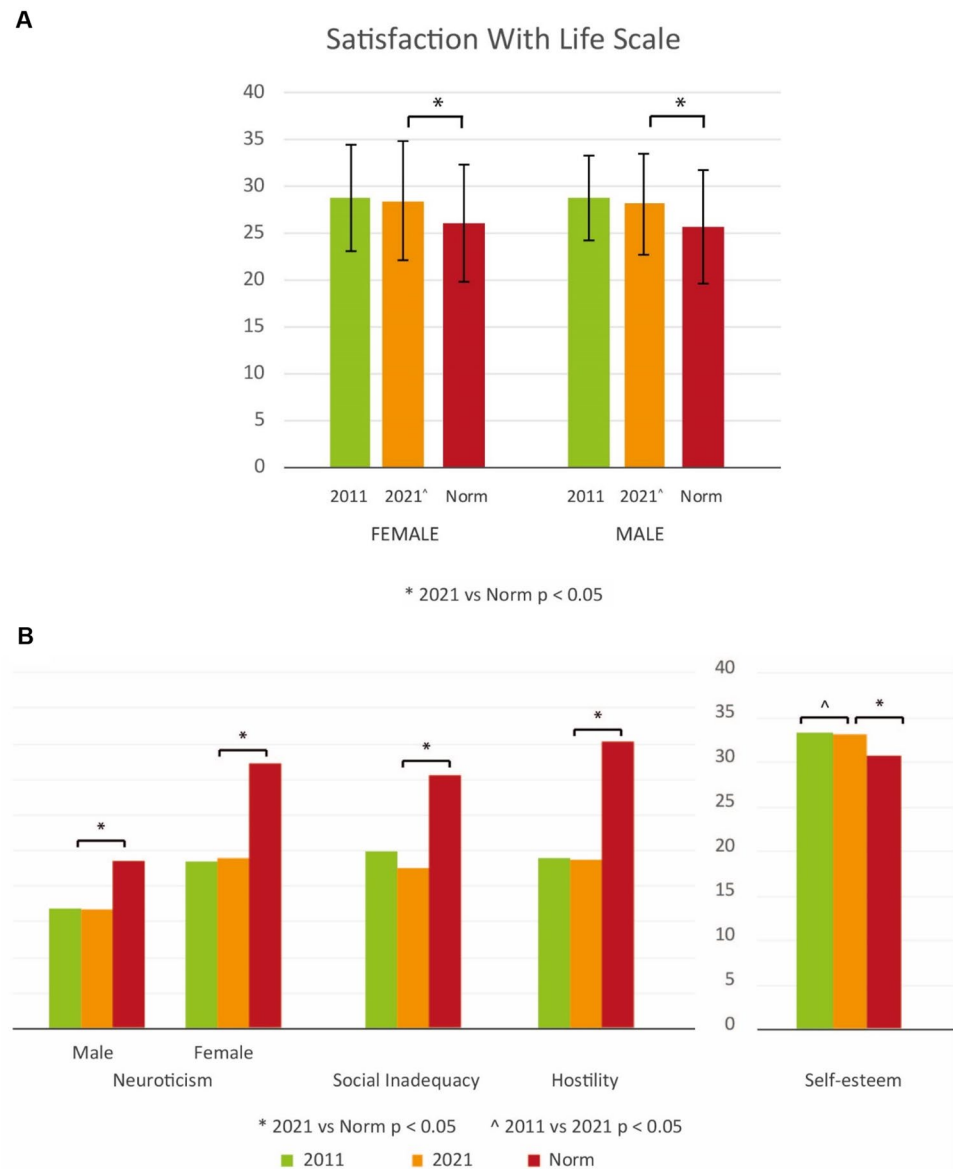 A
Satisfaction With Life Scale
40
35
30
25
20
15
10
5
0
*
*
2011 2021^ Norm 2011 2021^ Norm
FEMALE MALE
* 2021 vs Norm p < 0.05
B
*
*
*
*
40
35
30
25
20
15
10
5
0
^ *
Male Female
Neuroticism Social Inadequacy Hostility Self-esteem
* 2021 vs Norm p < 0.05 ^ 2011 vs 2021 p < 0.05
2011 2021 Norm